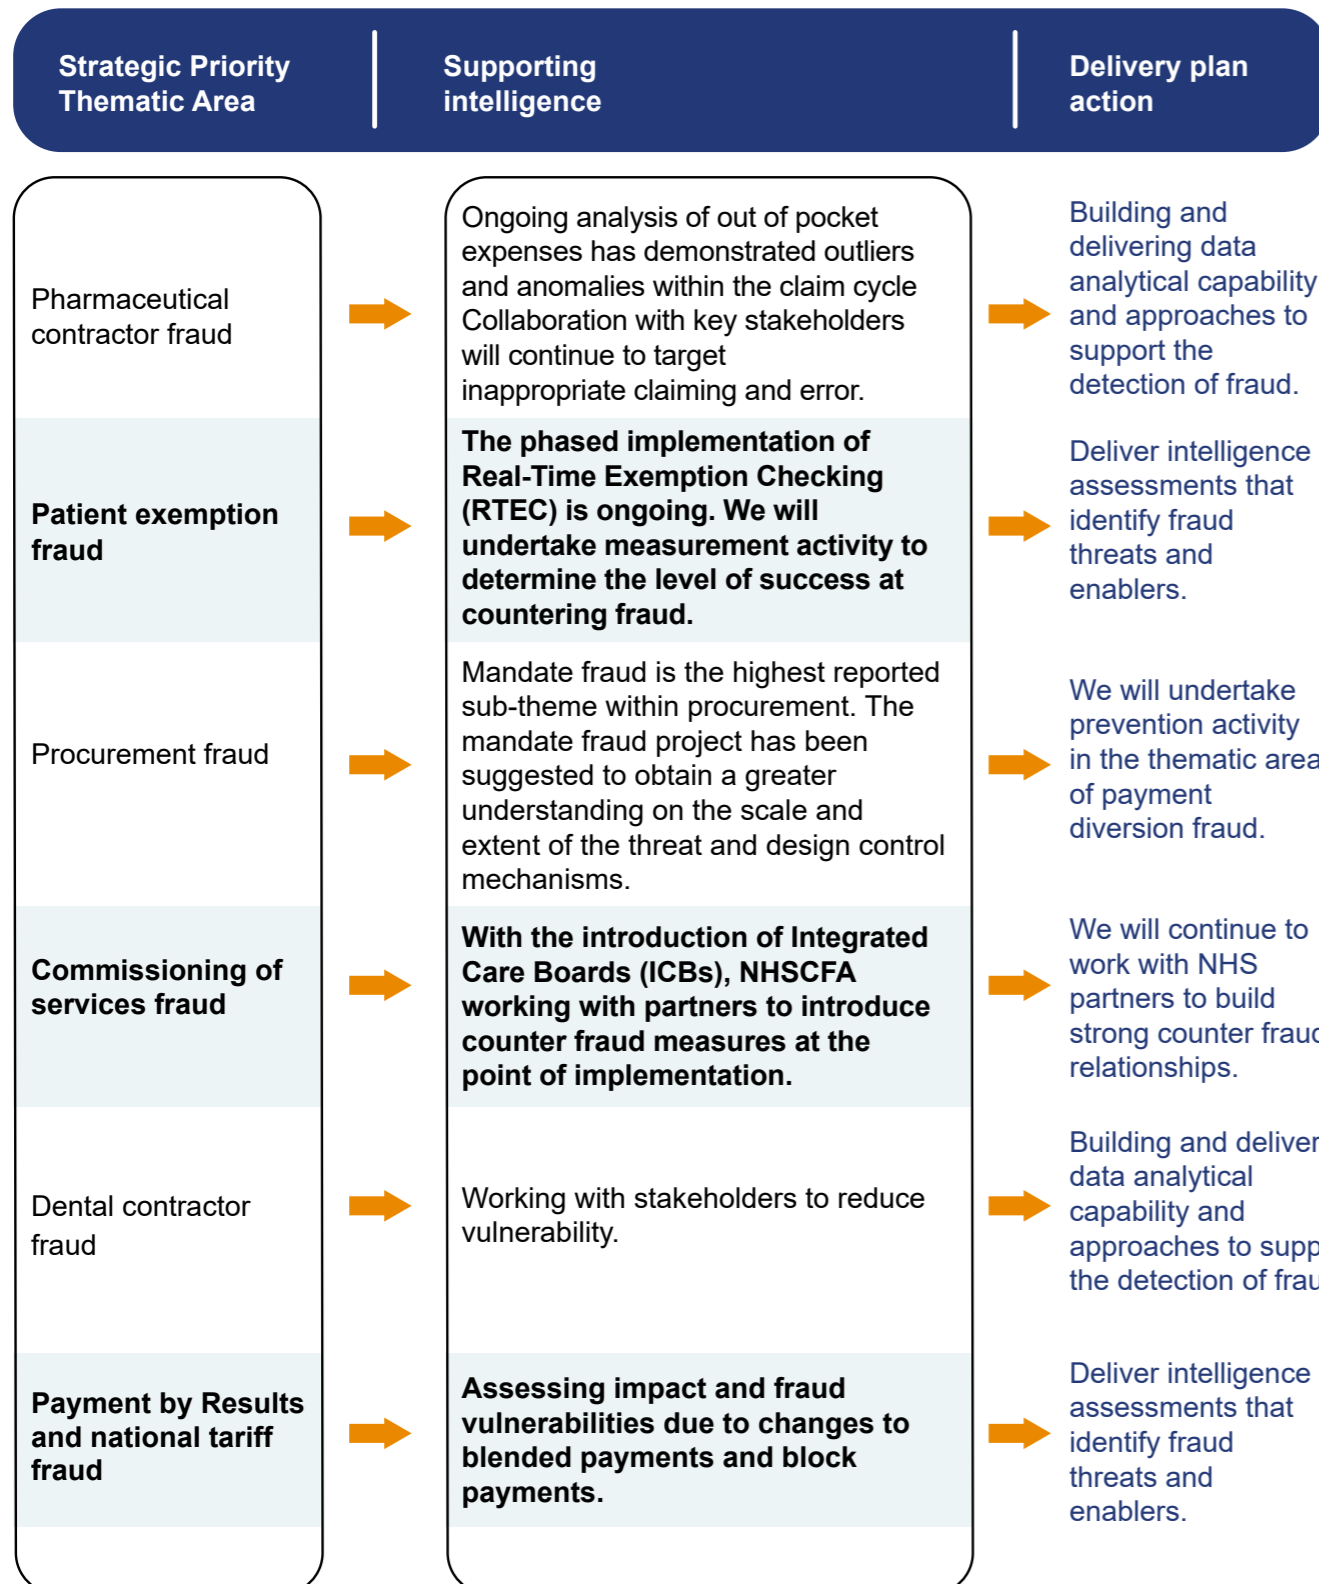 Strategic Priority
Thematic Area
Supporting
intelligence
Delivery plan
action
Pharmaceutical
contractor fraud
Ongoing analysis of out of pocket
expenses has demonstrated outliers
and anomalies within the claim cycle
Collaboration with key stakeholders
will continue to target
inappropriate claiming and error.
Building and
delivering data
analytical capability
and approaches to
support the
detection of fraud.
Patient exemption
fraud
The phased implementation of
Real-Time Exemption Checking
(RTEC) is ongoing. We will
undertake measurement activity to
determine the level of success at
countering fraud.
Deliver intelligence
assessments that
identify fraud
threats and
enablers.
Procurement fraud
Mandate fraud is the highest reported
sub-theme within procurement. The
mandate fraud project has been
suggested to obtain a greater
understanding on the scale and
extent of the threat and design control
mechanisms.
We will undertake
prevention activity
in the thematic area
of payment
diversion fraud.
Commissioning of
services fraud
With the introduction of Integrated
Care Boards (ICBs), NHSCFA
working with partners to introduce
counter fraud measures at the
point of implementation.
We will continue to
work with NHS
partners to build
strong counter fraud
relationships.
Dental contractor
fraud
Working with stakeholders to reduce
vulnerability.
Building and deliver
data analytical
capability and
approaches to supp
the detection of frau
Payment by Results
and national tariff
fraud
Assessing impact and fraud
vulnerabilities due to changes to
blended payments and block
payments.
Deliver intelligence
assessments that
identify fraud
threats and
enablers.